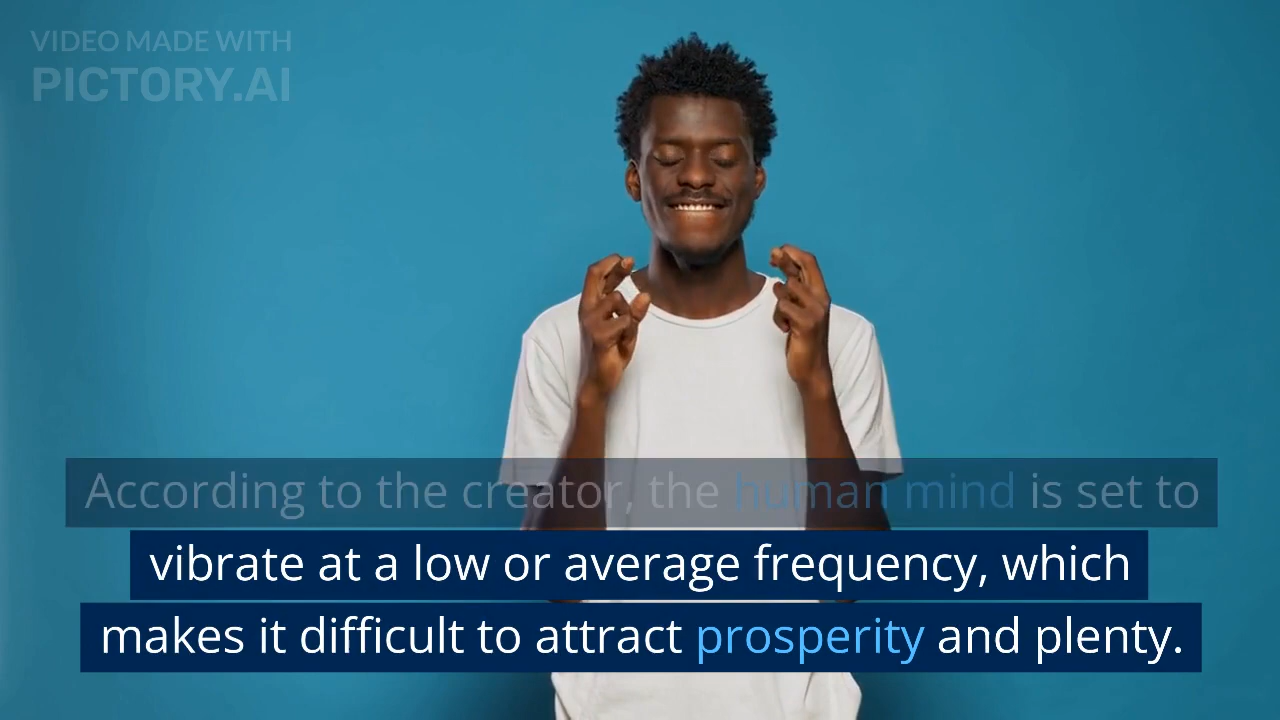 VIDEO MADE WITH
PICTORY.AI
According to the creator, the human mind is set to
vibrate at a low or average frequency, which
makes it difficult to attract prosperity and plenty.